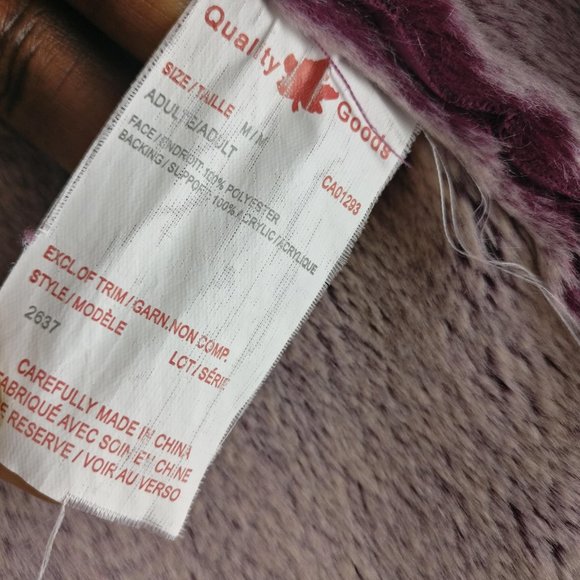 Quality Goods
CA01293
SIZE / TAILLE M / M
ADULTE / ADULT
FACE / ENDROIT: 100% POLYESTER
BACKING / SUPPORT: 100% ACRYLIC / ACRYLIQUE
EXCL OF TRIM / GARN. NON COMP.
STYLE / MODÈLE LOT / SÉRIE
2637
CAREFULLY MADE IN CHINA
FABRIQUÉ AVEC SOIN EN CHINE
RESERVE / VOIR AU VERSO